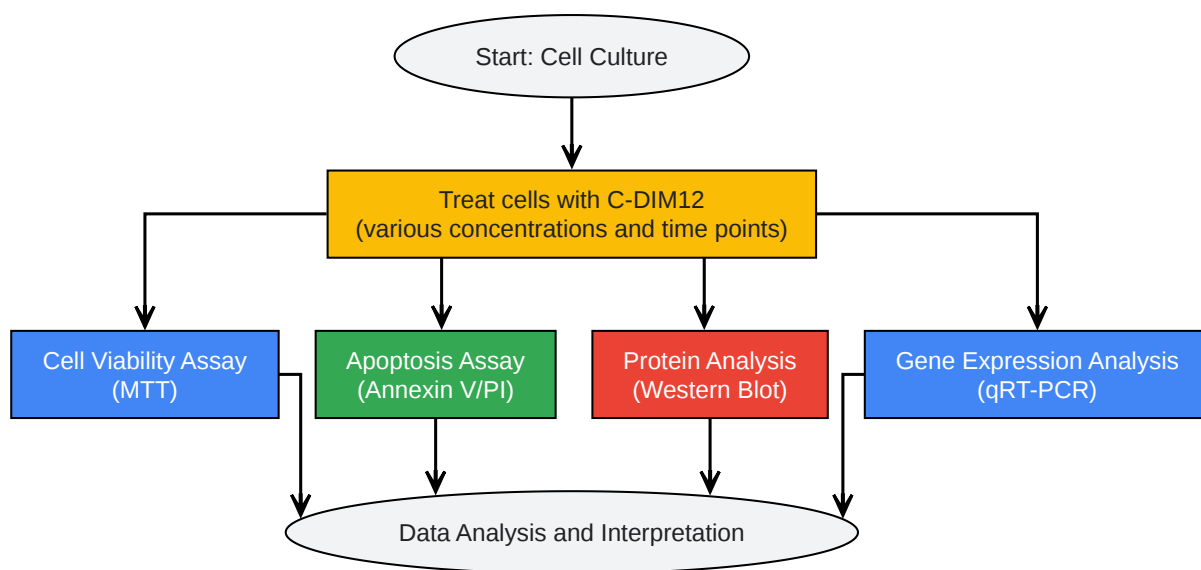 Start: Cell Culture
Treat cells with C-DIM12
(various concentrations and time points)
Cell Viability Assay
(MTT)
Apoptosis Assay
(Annexin V/PI)
Protein Analysis
(Western Blot)
Gene Expression Analysis
(qRT-PCR)
Data Analysis and Interpretation